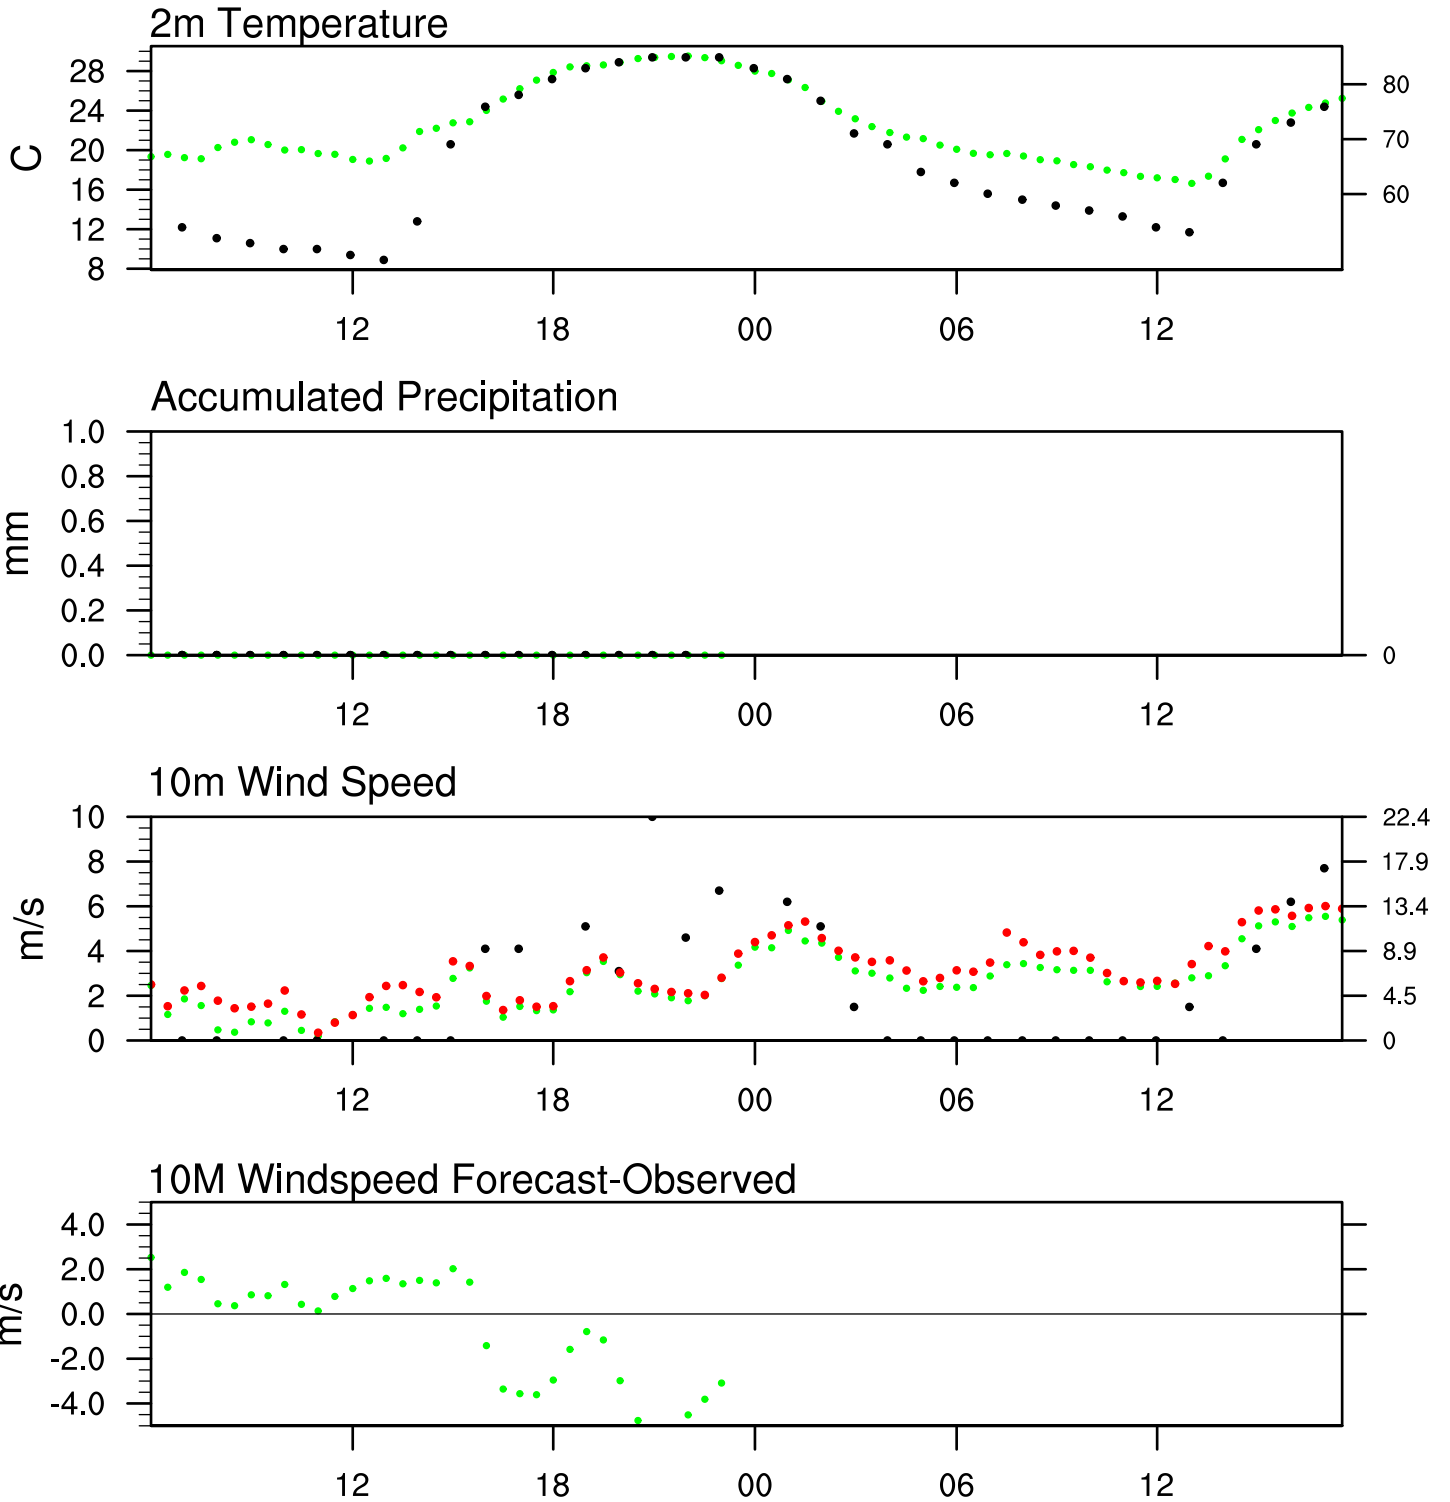 2m Temperature
28
24
20
16
12
8
C
80
70
60
12 18 00 06 12
Accumulated Precipitation
1.0
0.8
0.6
0.4
0.2
0.0
mm
0
12 18 00 06 12
10m Wind Speed
10
8
6
4
2
0
m/s
22.4
17.9
13.4
8.9
4.5
0
12 18 00 06 12
10M Windspeed Forecast-Observed
4.0
2.0
0.0
-2.0
-4.0
m/s
12 18 00 06 12